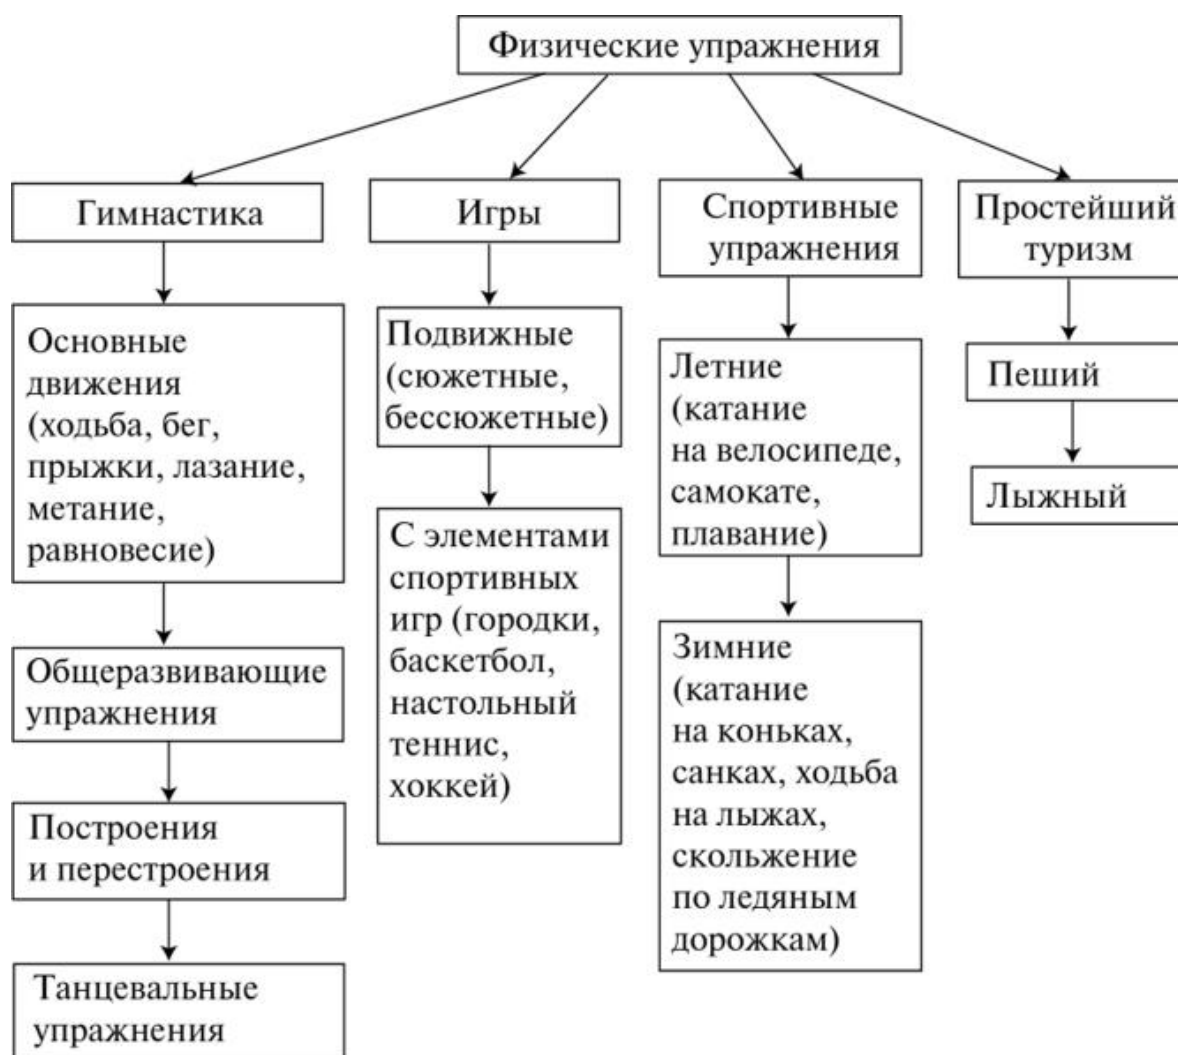 Физические упражнения
Гимнастика
Основные
движения
(ходьба, бег,
прыжки, лазание,
метание,
равновесие)
Общеразвивающие
упражнения
Построения
и перестроения
Танцевальные
упражнения
Игры
Подвижные
(сюжетные,
бессюжетные)
С элементами
спортивных
игр (городки,
баскетбол,
настольный
теннис,
хоккей)
Спортивные
упражнения
Летние
(катание
на велосипеде,
самокате,
плавание)
Зимние
(катание
на коньках,
санках, ходьба
на лыжах,
скольжение
по ледяным
дорожкам)
Простейший
туризм
Пеший
Лыжный